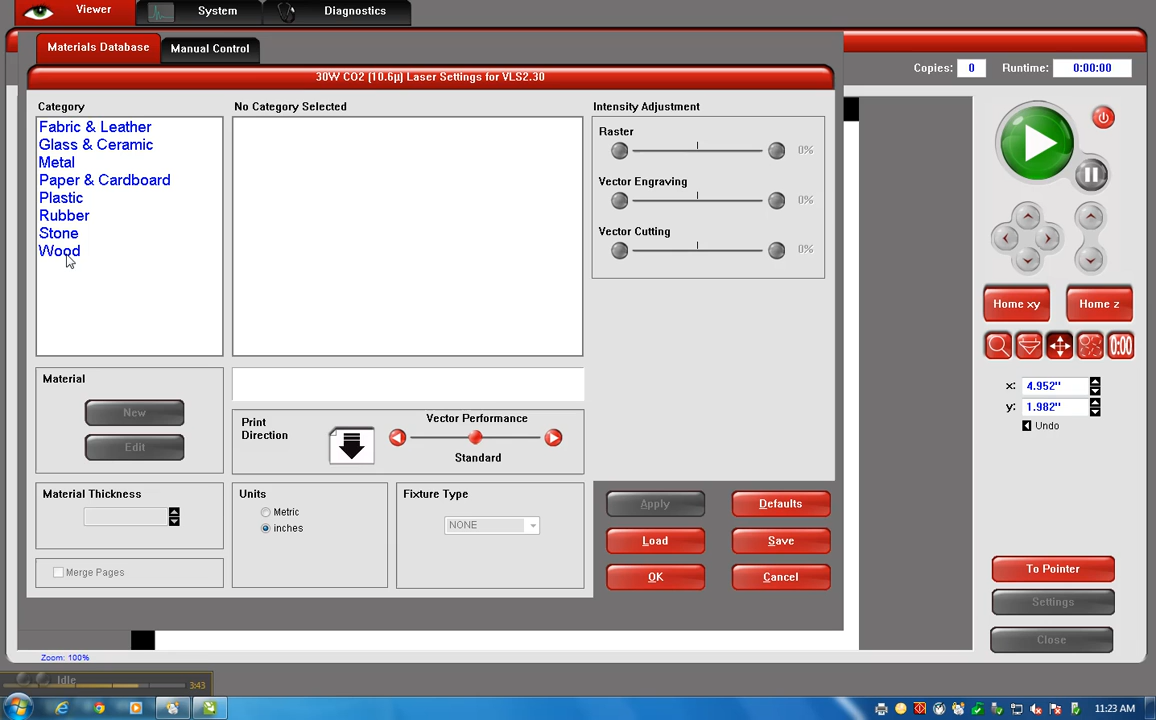 Viewer
System
Diagnostics
Materials Database
Manual Control
30W CO2 (10.6µ) Laser Settings for VLS2.30
Copies: 0
Runtime: 0:00:00
Category
No Category Selected
Intensity Adjustment
Fabric & Leather
Glass & Ceramic
Metal
Paper & Cardboard
Plastic
Rubber
Stone
Wood
Raster
0%
Vector Engraving
0%
Vector Cutting
0%
Home xy
Home z
0:00
x: 4.952"
y: 1.982"
Undo
Material
New
Edit
Print
Direction
Vector Performance
Standard
Material Thickness
Units
Metric
inches
Fixture Type
NONE
Merge Pages
Apply
Defaults
Load
Save
OK
Cancel
To Pointer
Settings
Close
Zoom: 100%
Idle
3:43
11:23 AM